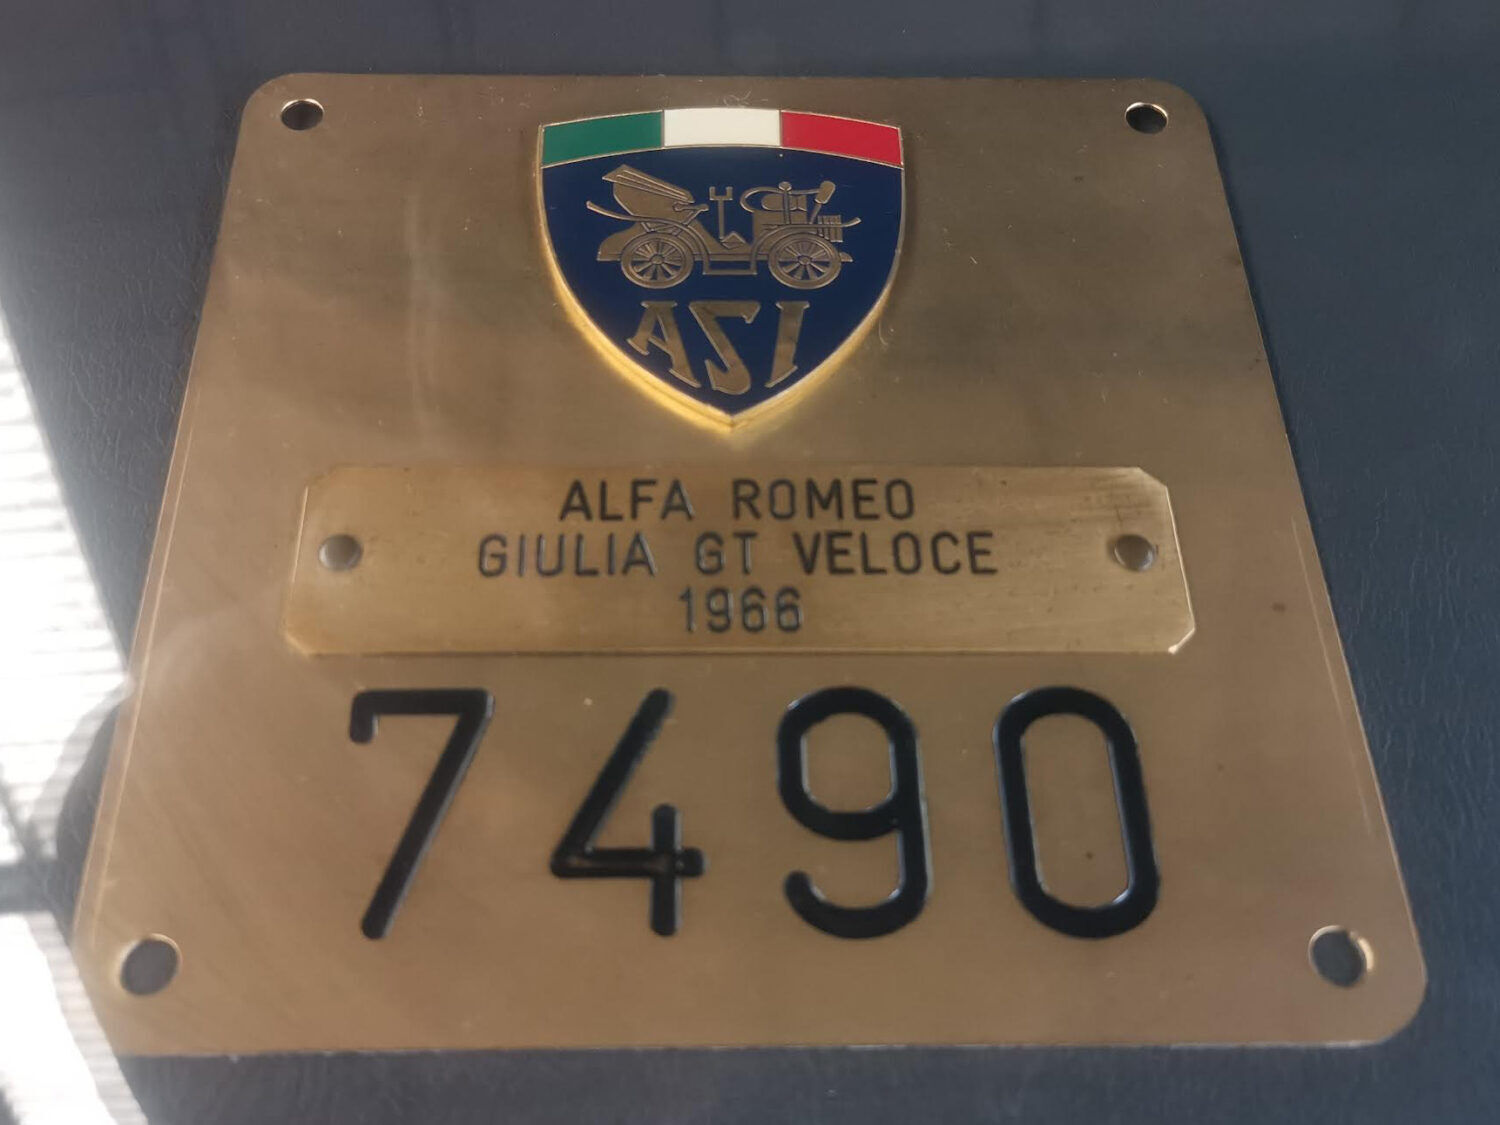 ASI
ALFA ROMEO
GIULIA GT VELOCE
1966
7490